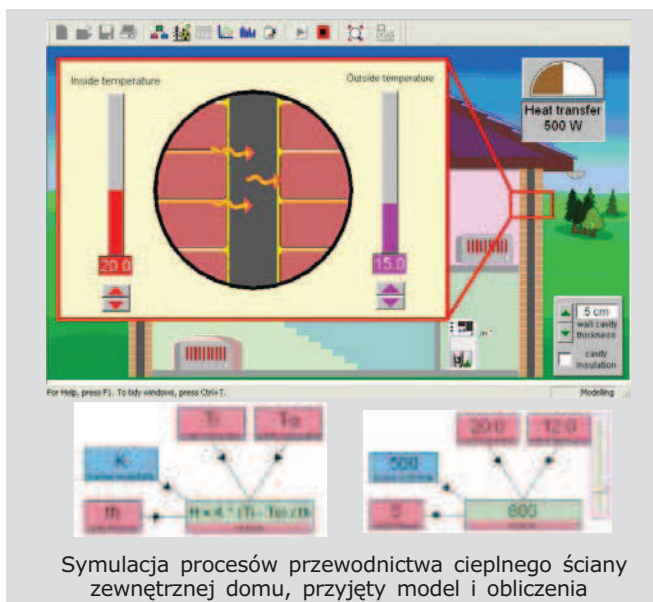 Inside temperature
Outside temperature
Heat transfer
500 W
20.0
15.0
5 cm
wall cavity
thickness
cavity
insulation
For Help, press F1. To tidy windows, press Ctrl+T.
Modelling
Ti
To
20.0
12.0
K
500
th
H = K * (Ti - To) / th
5
800
Symulacja procesów przewodnictwa cieplnego ściany
zewnętrznej domu, przyjęty model i obliczenia